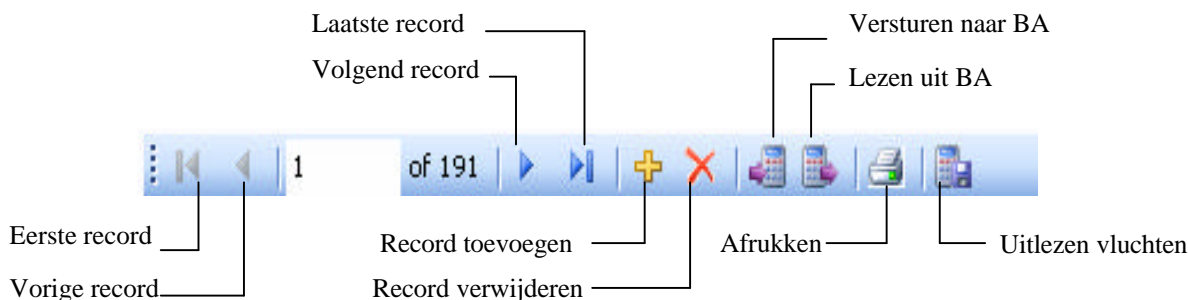 Laatste record
Versturen naar BA
Volgend record
Lezen uit BA
1 of 191
Eerste record
Record toevoegen
Afrukken
Uitlezen vluchten
Vorige record
Record verwijderen